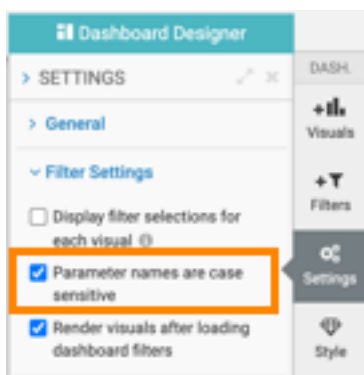 Dashboard Designer
SETTINGS
DASH.
General
Visuals
Filter Settings
Filters
Display filter selections for
each visual
Parameter names are case
sensitive
Settings
Render visuals after loading
dashboard filters
Style